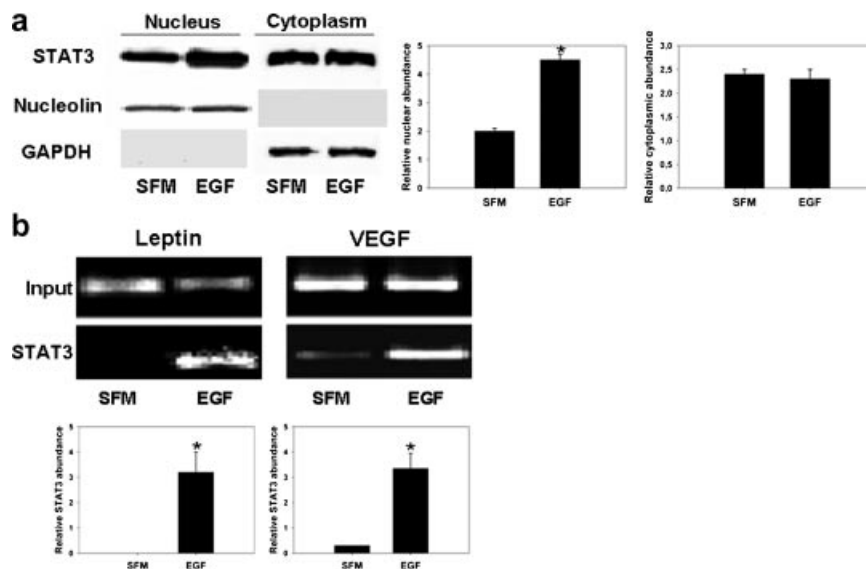 a
Nucleus Cytoplasm
STAT3
Nucleolin
GAPDH
SFM EGF SFM EGF
Relative nuclear abundance
5
4
3
2
1
0
*
SFM EGF
Relative cytoplasmic abundance
3,0
2,5
2,0
1,5
1,0
0,5
0,0
SFM EGF
b
Leptin VEGF
Input
STAT3
SFM EGF SFM EGF
Relative STAT3 abundance
5
4
3
2
1
0
*
SFM EGF
Relative STAT3 abundance
5
4
3
2
1
0
*
SFM EGF